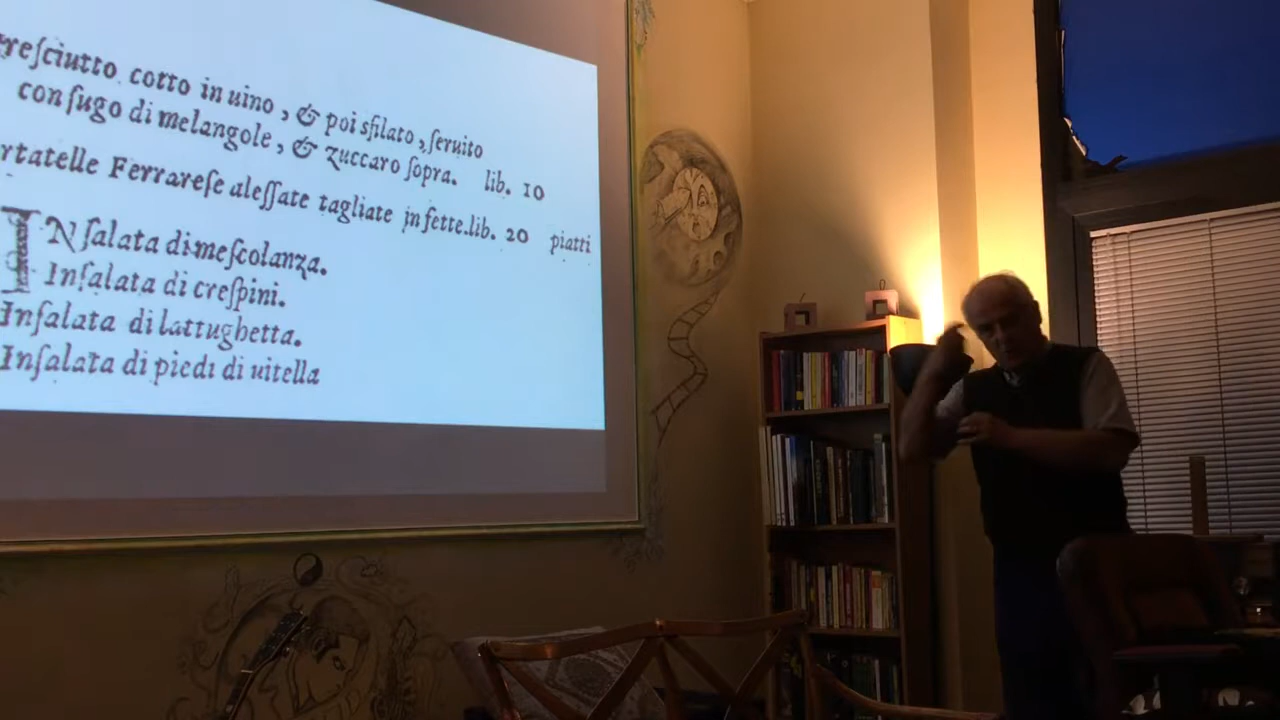 reſciutto cotto in uino, & poi sfilato, ſeruito
con ſugo di melangole, & zuccaro ſopra. lib. 10
rtatelle Ferrareſe aleſſate tagliate in fette.lib. 20 piatti
INſalata di meſcolanza.
Inſalata di creſpini.
Inſalata di lattughetta.
Inſalata di piedi di uitella